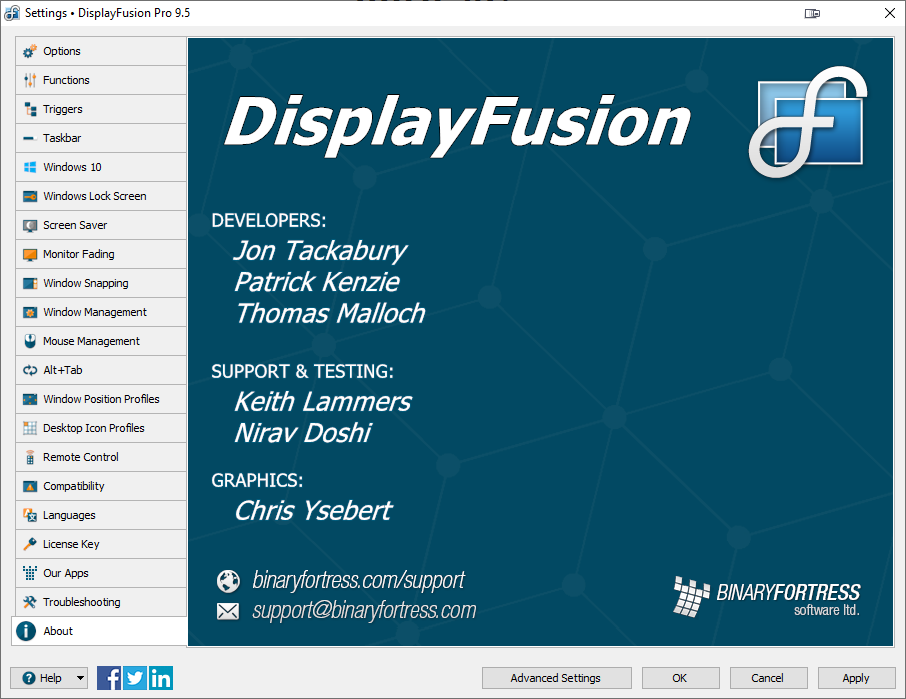 Settings • DisplayFusion Pro 9.5
Options
Functions
Triggers
Taskbar
Windows 10
Windows Lock Screen
Screen Saver
Monitor Fading
Window Snapping
Window Management
Mouse Management
Alt+Tab
Window Position Profiles
Desktop Icon Profiles
Remote Control
Compatibility
Languages
License Key
Our Apps
Troubleshooting
About
DisplayFusion
DEVELOPERS:
Jon Tackabury
Patrick Kenzie
Thomas Malloch
SUPPORT & TESTING:
Keith Lammers
Nirav Doshi
GRAPHICS:
Chris Ysebert
binaryfortress.com/support
support@binaryfortress.com
BINARYFORTRESS
software ltd.
Help
Advanced Settings
OK
Cancel
Apply